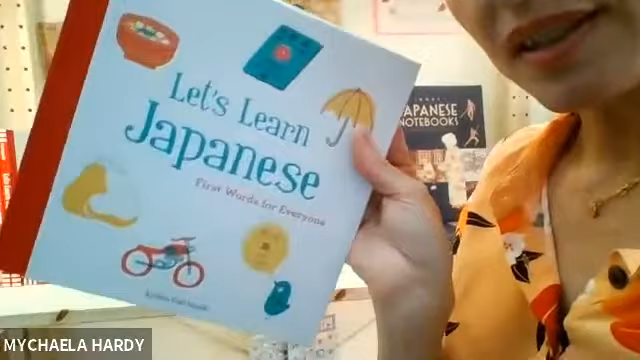 Let's Learn
Japanese
First Words for Everyone
JAPANESE
NOTEBOOKS
MYCHAELA HARDY